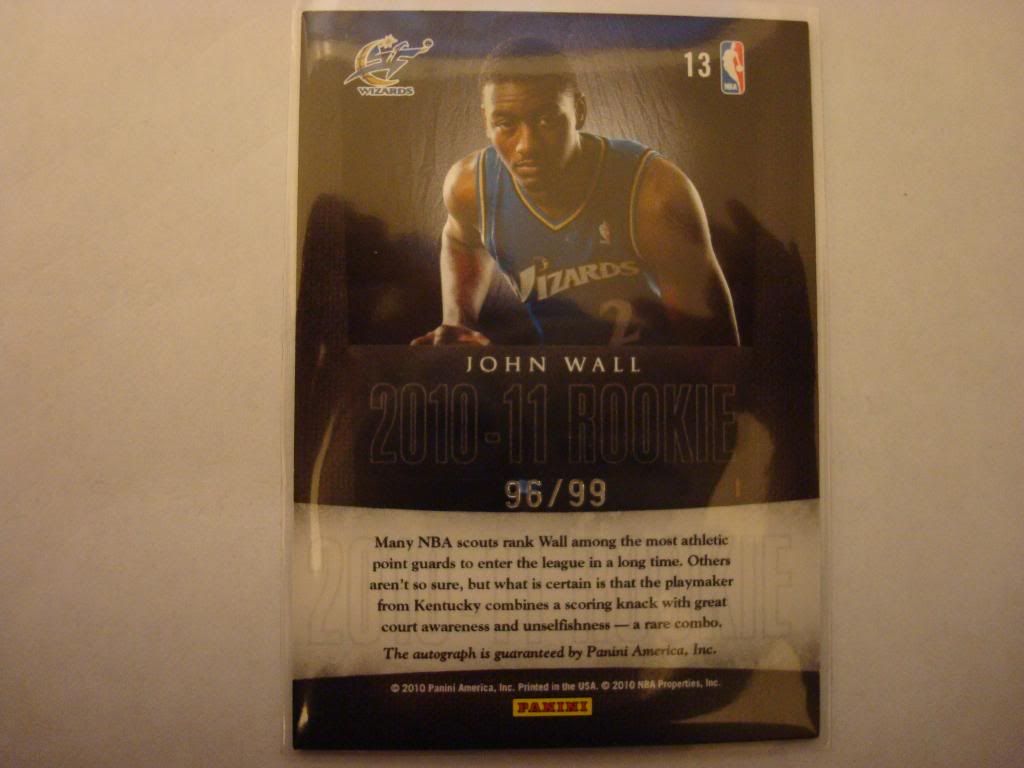 WIZARDS
13
NBA
WIZARDS
2
JOHN WALL
2010-11 ROOKIE
96/99
Many NBA scouts rank Wall among the most athletic
point guards to enter the league in a long time. Others
aren't so sure, but what is certain is that the playmaker
from Kentucky combines a scoring knack with great
court awareness and unselfishness — a rare combo.
The autograph is guaranteed by Panini America, Inc.
© 2010 Panini America, Inc. Printed in the USA. © 2010 NBA Properties, Inc.
PANINI